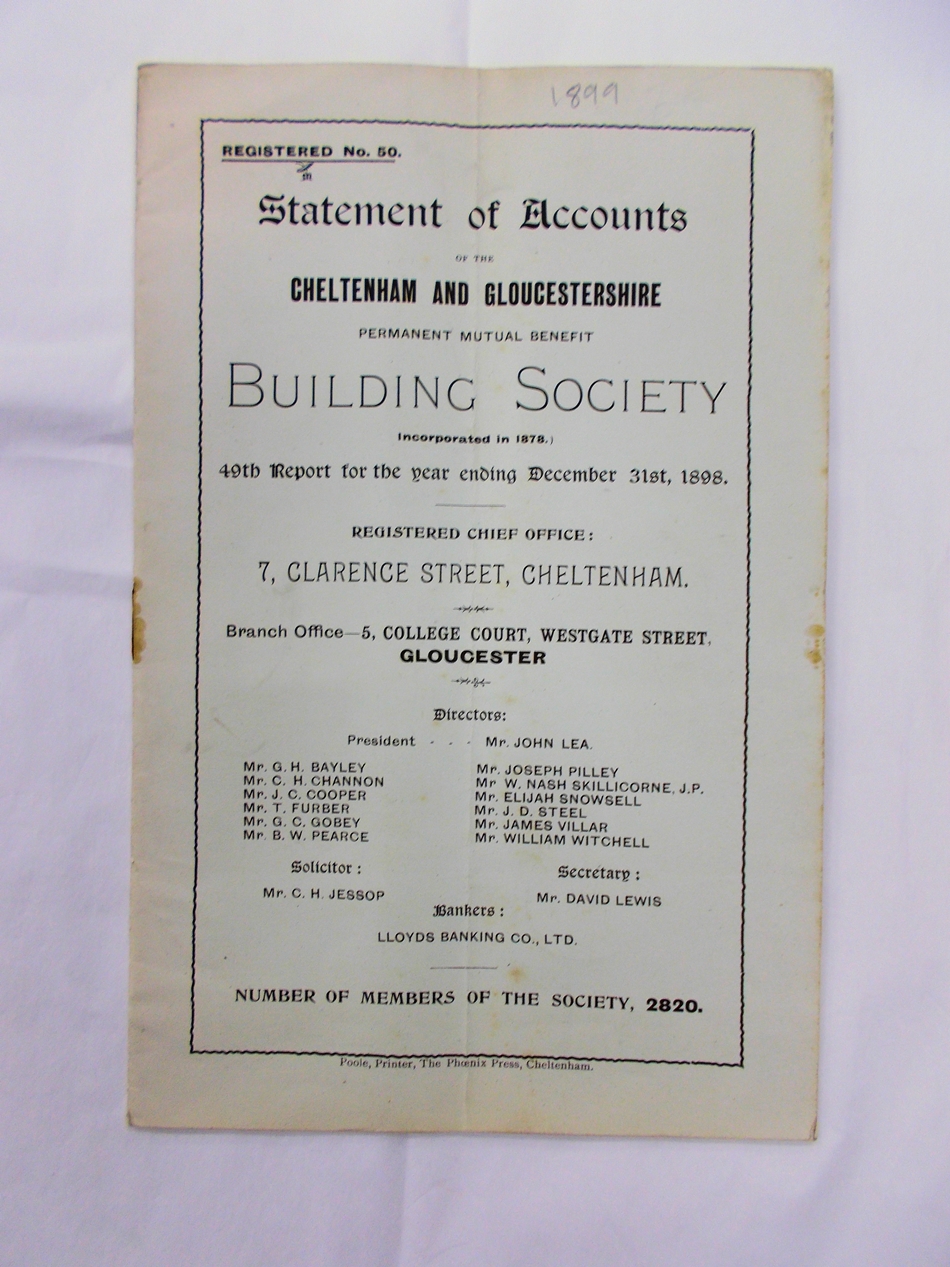 1899
REGISTERED No. 50.
Statement of Accounts
OF THE
CHELTENHAM AND GLOUCESTERSHIRE
PERMANENT MUTUAL BENEFIT
BUILDING SOCIETY
Incorporated in 1878.)
49th Report for the year ending December 31st, 1898.
REGISTERED CHIEF OFFICE:
7, CLARENCE STREET, CHELTENHAM.
Branch Office—5, COLLEGE COURT, WESTGATE STREET,
GLOUCESTER
Directors:
President - - - Mr. JOHN LEA.
Mr. G. H. BAYLEY
Mr. C. H. CHANNON
Mr. J. C. COOPER
Mr. T. FURBER
Mr. G. C. GOBEY
Mr. B. W. PEARCE
Mr. JOSEPH PILLEY
Mr W. NASH SKILLICORNE, J.P.
Mr. ELIJAH SNOWSELL
Mr. J. D. STEEL
Mr. JAMES VILLAR
Mr. WILLIAM WITCHELL
Solicitor:
Mr. C. H. JESSOP
Secretary:
Mr. DAVID LEWIS
Bankers:
LLOYDS BANKING CO., LTD.
NUMBER OF MEMBERS OF THE SOCIETY, 2820.
Poole, Printer, The Phœnix Press, Cheltenham.